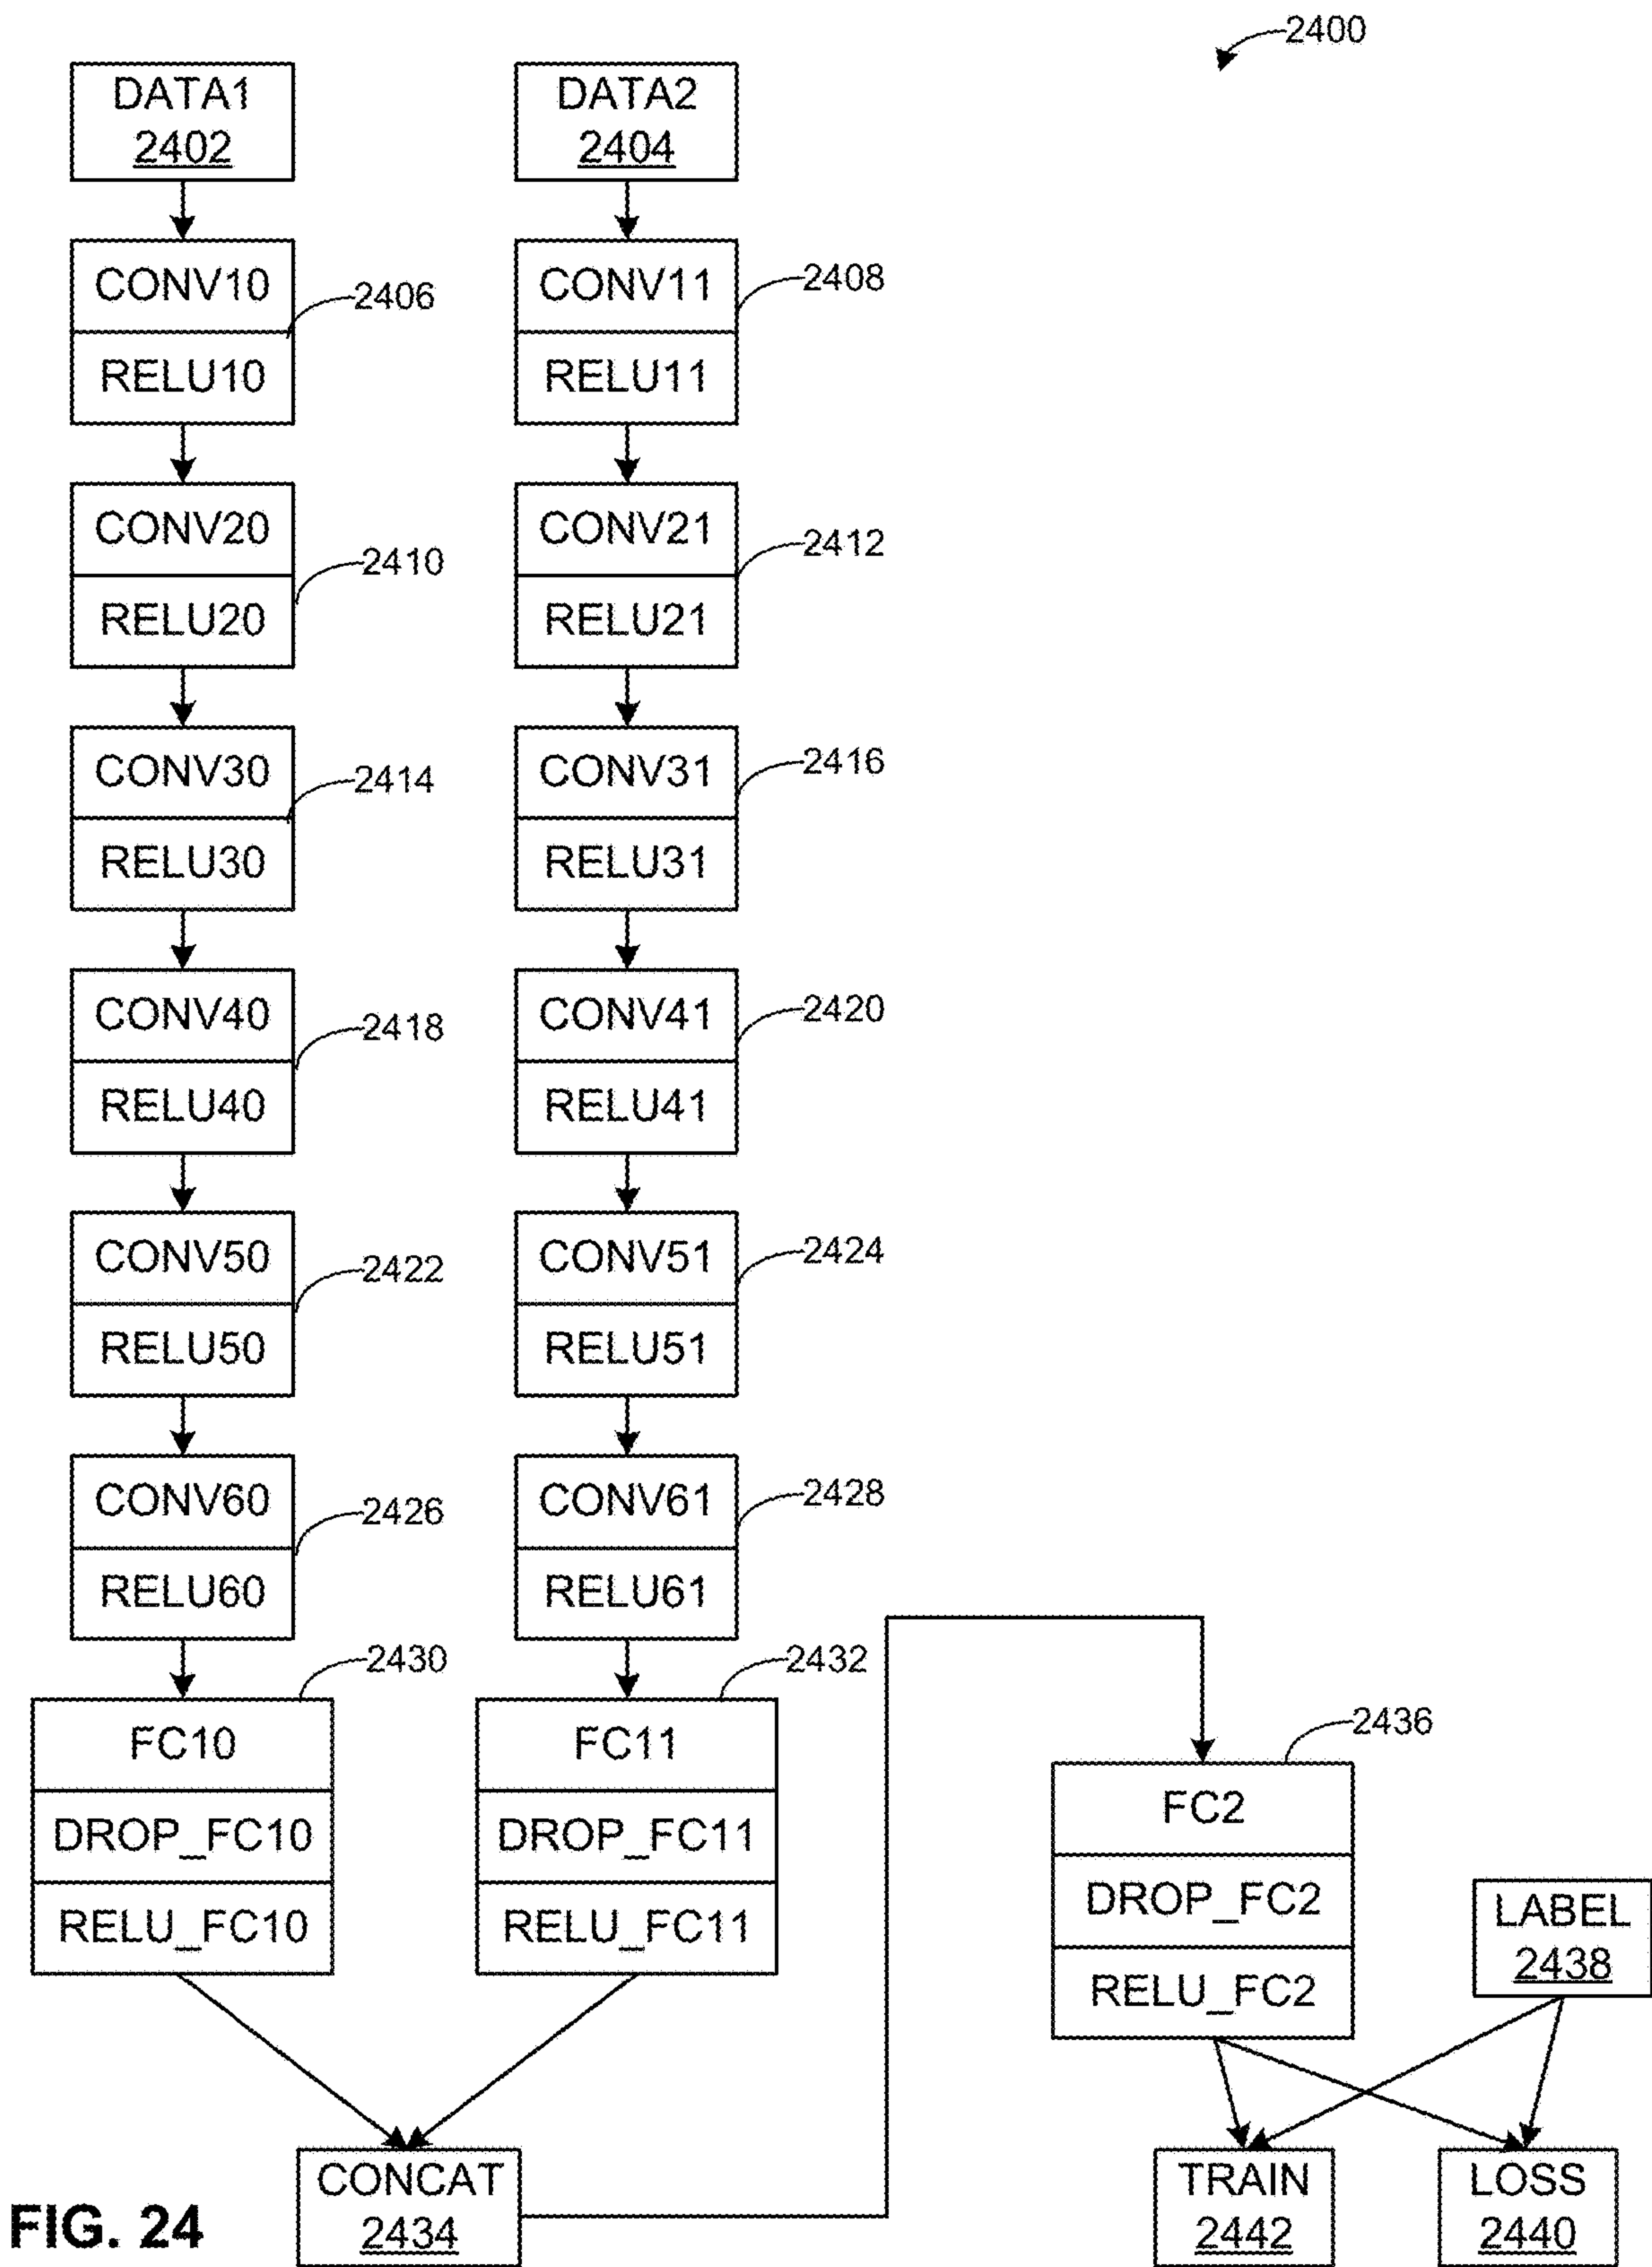 2400
DATA1
2402
DATA2
2404
CONV10
RELU10
2406
CONV11
RELU11
2408
CONV20
RELU20
2410
CONV21
RELU21
2412
CONV30
RELU30
2414
CONV31
RELU31
2416
CONV40
RELU40
2418
CONV41
RELU41
2420
CONV50
RELU50
2422
CONV51
RELU51
2424
CONV60
RELU60
2426
CONV61
RELU61
2428
2430
FC10
DROP_FC10
RELU_FC10
2432
FC11
DROP_FC11
RELU_FC11
2436
FC2
DROP_FC2
RELU_FC2
LABEL
2438
CONCAT
2434
TRAIN
2442
LOSS
2440
FIG. 24